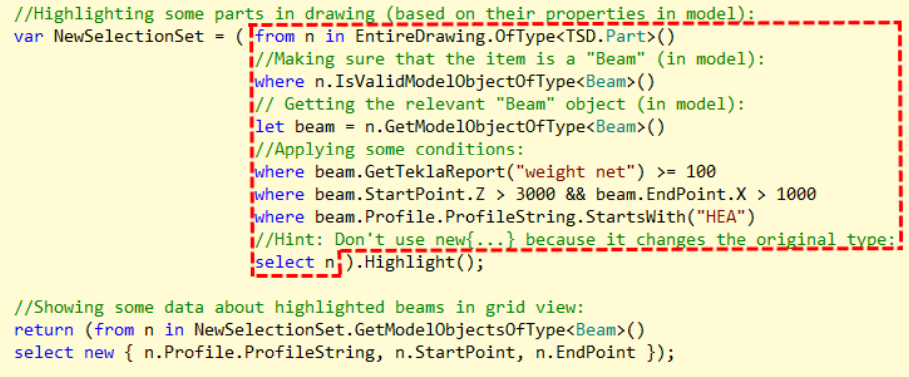 //Highlighting some parts in drawing (based on their properties in model):
var NewSelectionSet = ( from n in EntireDrawing.OfType<TSD.Part>()
//Making sure that the item is a "Beam" (in model):
where n.IsValidModelObjectOfType<Beam>()
// Getting the relevant "Beam" object (in model):
let beam = n.GetModelObjectOfType<Beam>()
//Applying some conditions:
where beam.GetTeklaReport("weight net") >= 100
where beam.StartPoint.Z > 3000 && beam.EndPoint.X > 1000
where beam.Profile.ProfileString.StartsWith("HEA")
//Hint: Don't use new{...} because it changes the original type:
select n ).Highlight();
//Showing some data about highlighted beams in grid view:
return (from n in NewSelectionSet.GetModelObjectsOfType<Beam>()
select new { n.Profile.ProfileString, n.StartPoint, n.EndPoint });